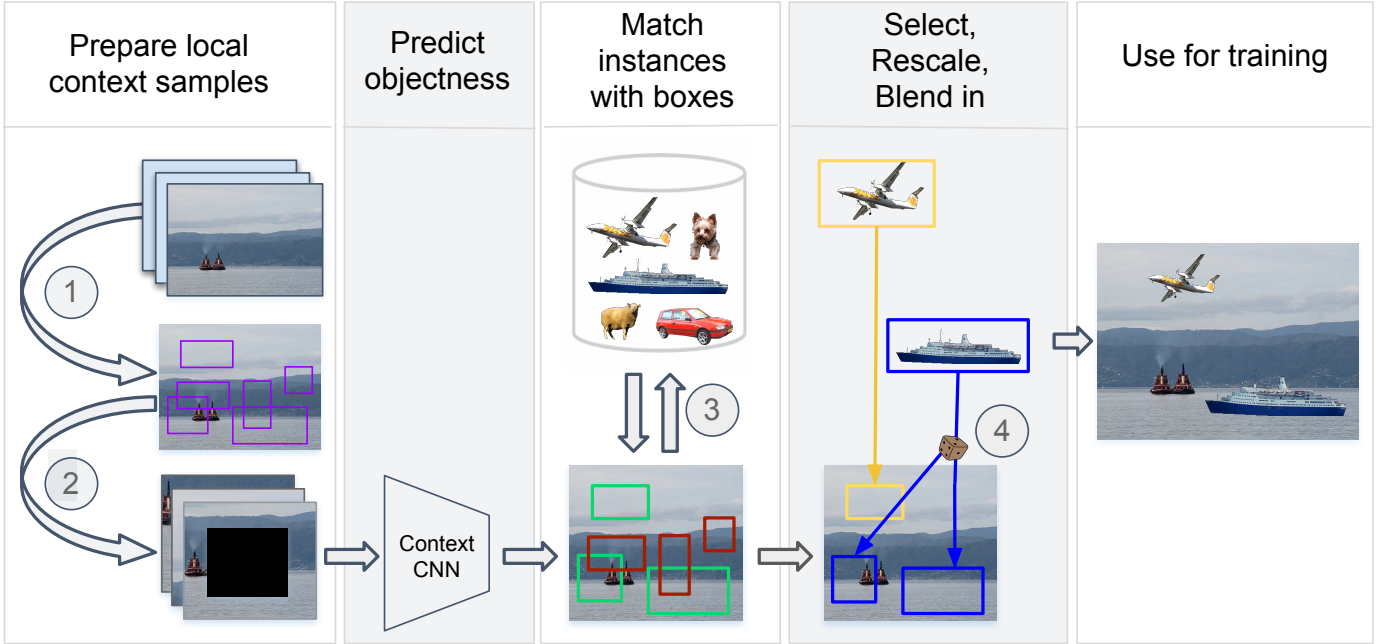 Prepare local
context samples
Predict
objectness
Match
instances
with boxes
Select,
Rescale,
Blend in
Use for training
1
2
3
4
Context
CNN